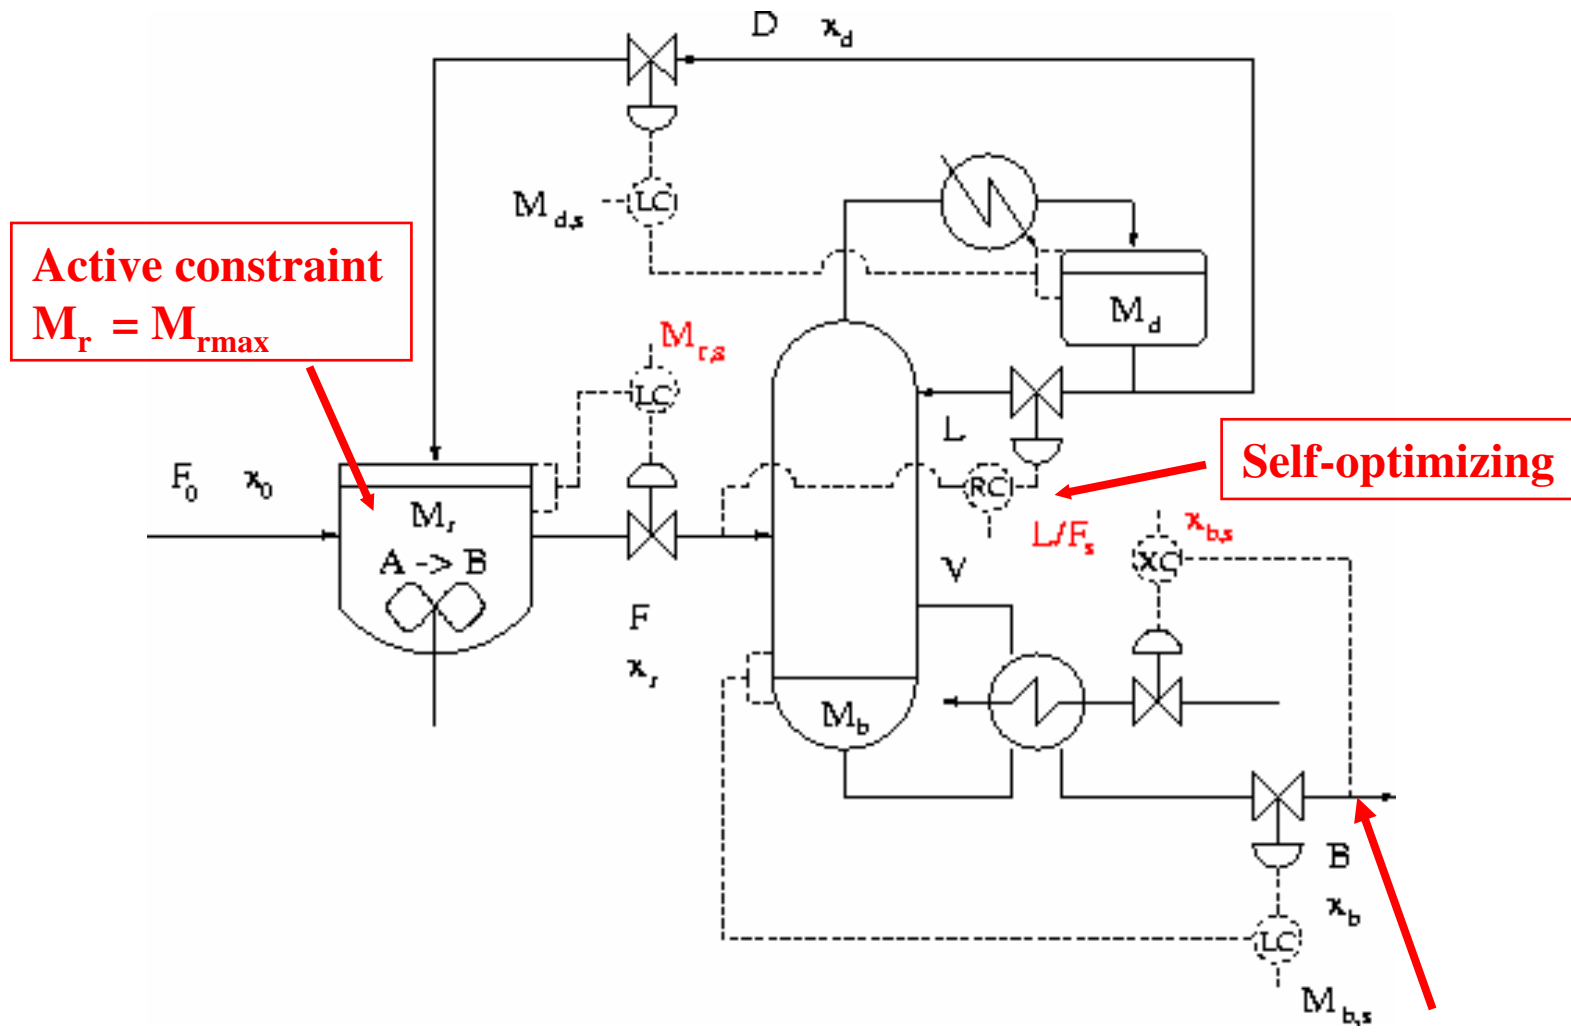 D x_d
M_d,s LC
Active constraint
M_r = M_rmax
M_r,s
LC
M_d
L
F_0 x_0
M_r
A -> B
RC
L/F_s
Self-optimizing
x_b,s
XC
V
F
x_r
M_b
B
x_b
LC
M_b,s